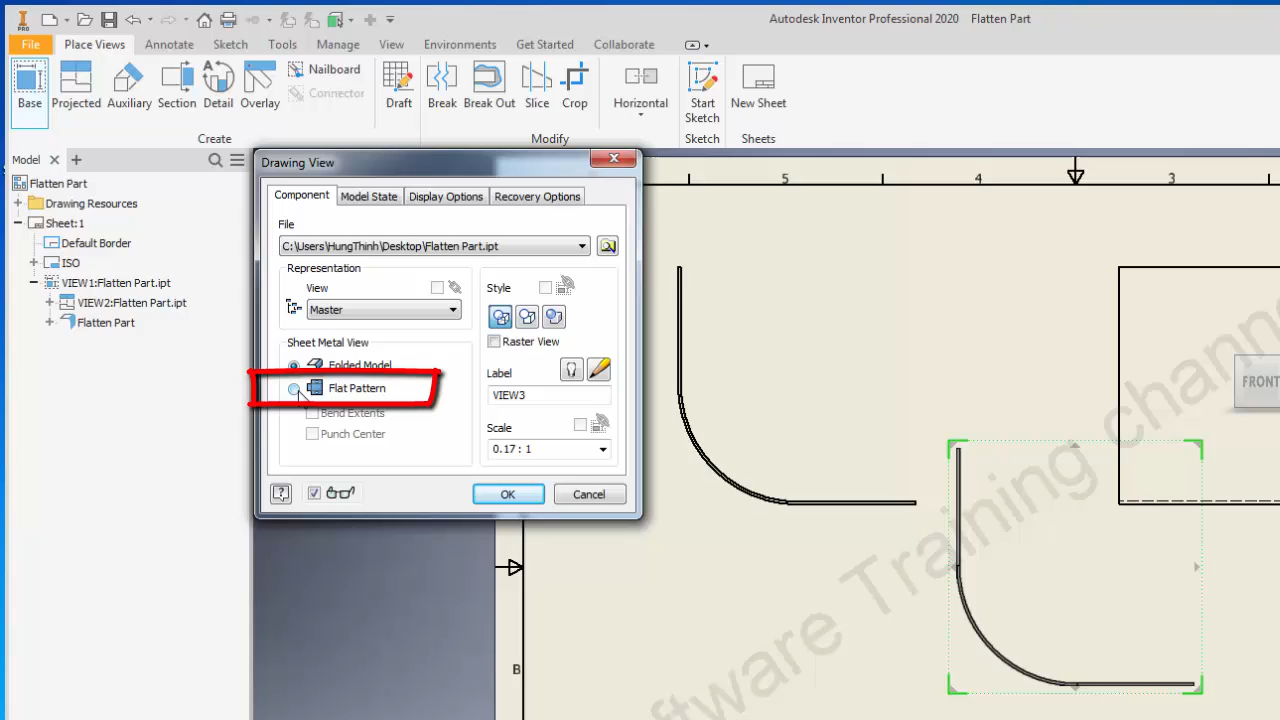 PRO
Autodesk Inventor Professional 2020 Flatten Part
File Place Views Annotate Sketch Tools Manage View Environments Get Started Collaborate
Base Projected Auxiliary Section Detail Overlay
Nailboard
Connector
Draft Break Break Out Slice Crop Horizontal
Start
Sketch
New Sheet
Create Modify Sketch Sheets
Model
Flatten Part
Drawing Resources
Sheet:1
Default Border
ISO
VIEW1:Flatten Part.ipt
VIEW2:Flatten Part.ipt
Flatten Part
Drawing View
Component Model State Display Options Recovery Options
File
C:\Users\HungThinh\Desktop\Flatten Part.ipt
Representation
View
Master
Sheet Metal View
Folded Model
Flat Pattern
Bend Extents
Punch Center
Style
Raster View
Label
VIEW3
Scale
0.17 : 1
OK Cancel
5 4 3
B
FRONT
ftware Training chann